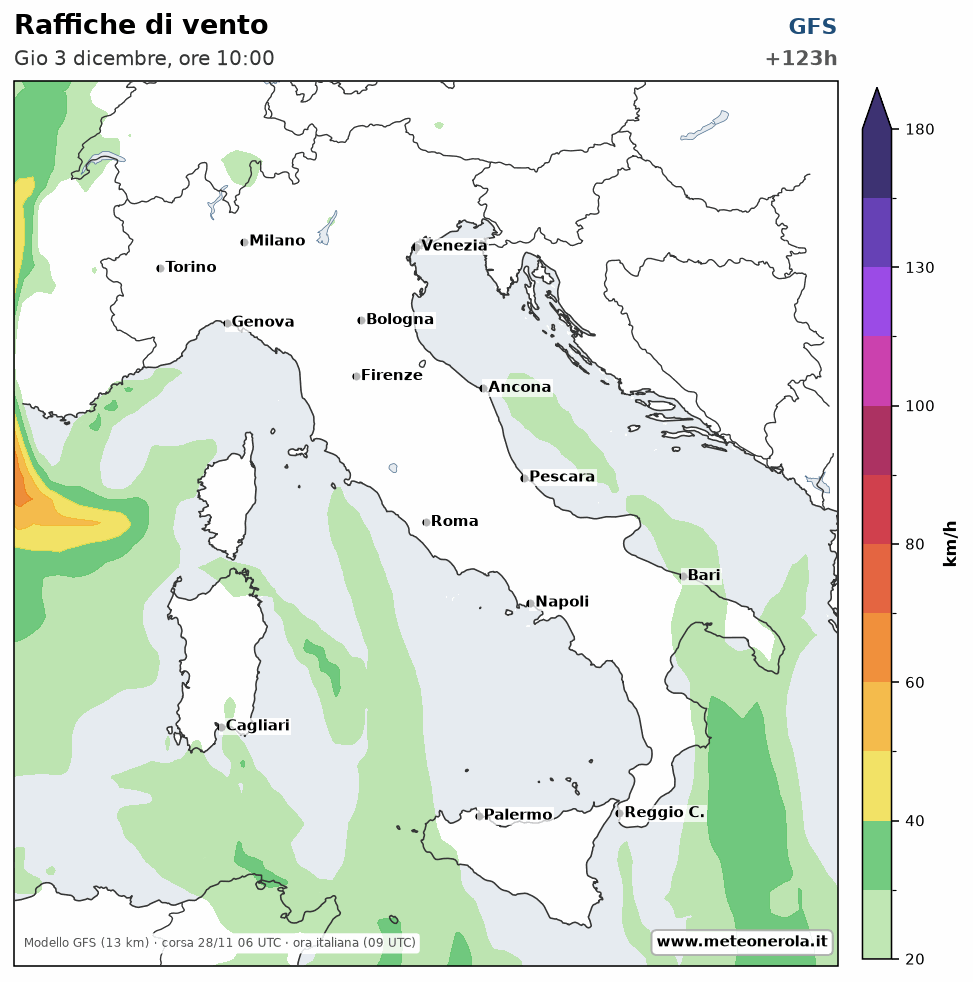 Raffiche di vento
GFS
Gio 3 dicembre, ore 10:00
+123h
180
130
100
80
60
40
20
km/h
Milano
Venezia
Torino
Genova
Bologna
Firenze
Ancona
Pescara
Roma
Bari
Napoli
Cagliari
Palermo
Reggio C.
Modello GFS (13 km) · corsa 28/11 06 UTC · ora italiana (09 UTC)
www.meteonerola.it